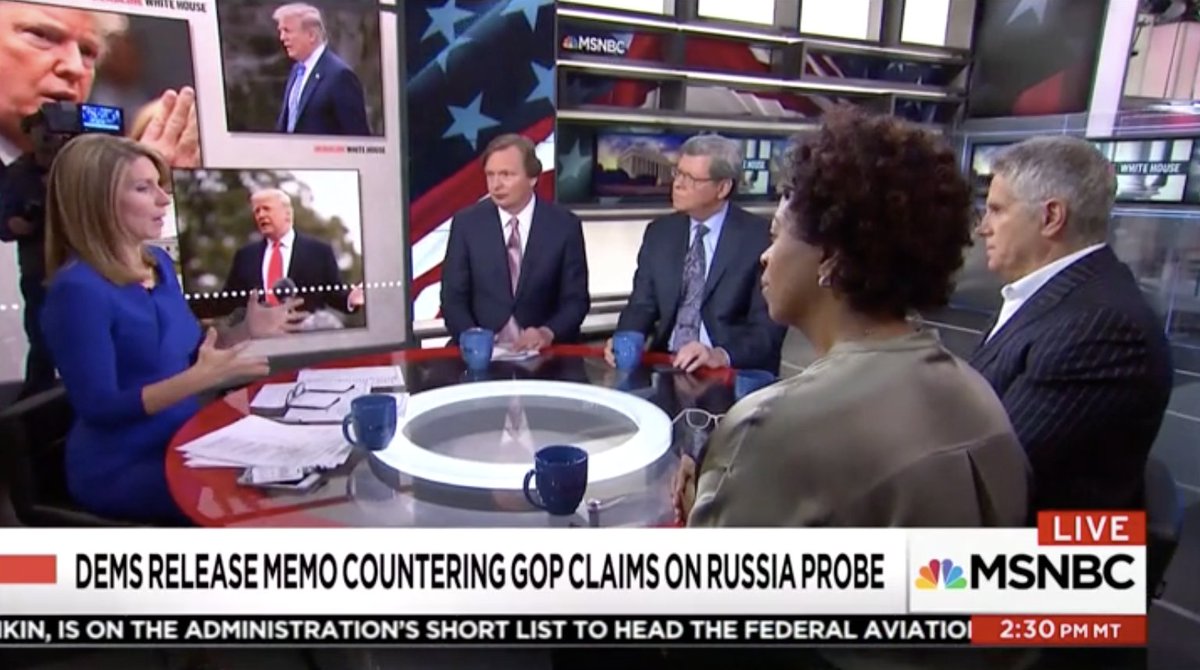 WHITE HOUSE
MSNBC
WHITE HOUSE
WHITE HOUSE
LIVE
DEMS RELEASE MEMO COUNTERING GOP CLAIMS ON RUSSIA PROBE
MSNBC
NKIN, IS ON THE ADMINISTRATION'S SHORT LIST TO HEAD THE FEDERAL AVIATIO
2:30 PM MT